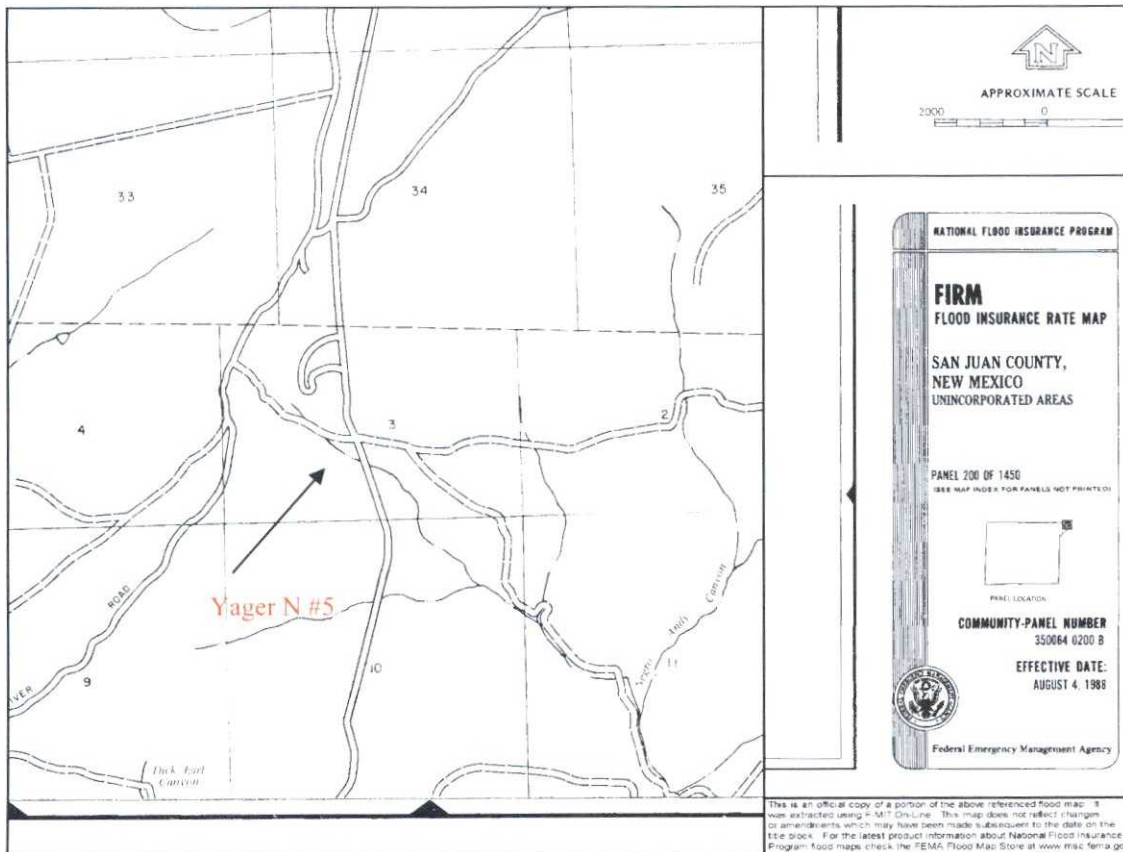 33
34
35
4
3
2
Yager N #5
ROAD
9
10
11
Canyon
Andy
Canyon
N
APPROXIMATE SCALE
2000
0
NATIONAL FLOOD INSURANCE PROGRAM
FIRM
FLOOD INSURANCE RATE MAP
SAN JUAN COUNTY,
NEW MEXICO
UNINCORPORATED AREAS
PANEL 200 OF 1450
(SEE MAP INDEX FOR PANELS NOT PRINTED)
PANEL LOCATION
COMMUNITY-PANEL NUMBER
350064 0200 B
EFFECTIVE DATE:
AUGUST 4, 1988
Federal Emergency Management Agency
This is an official copy of a portion of the above referenced flood map. It
was extracted using F-MIT On-Line. This map does not reflect changes
or amendments which may have been made subsequent to the date on the
title block. For the latest product information about National Flood Insurance
Program flood maps check the FEMA Flood Map Store at www.msc.fema.go